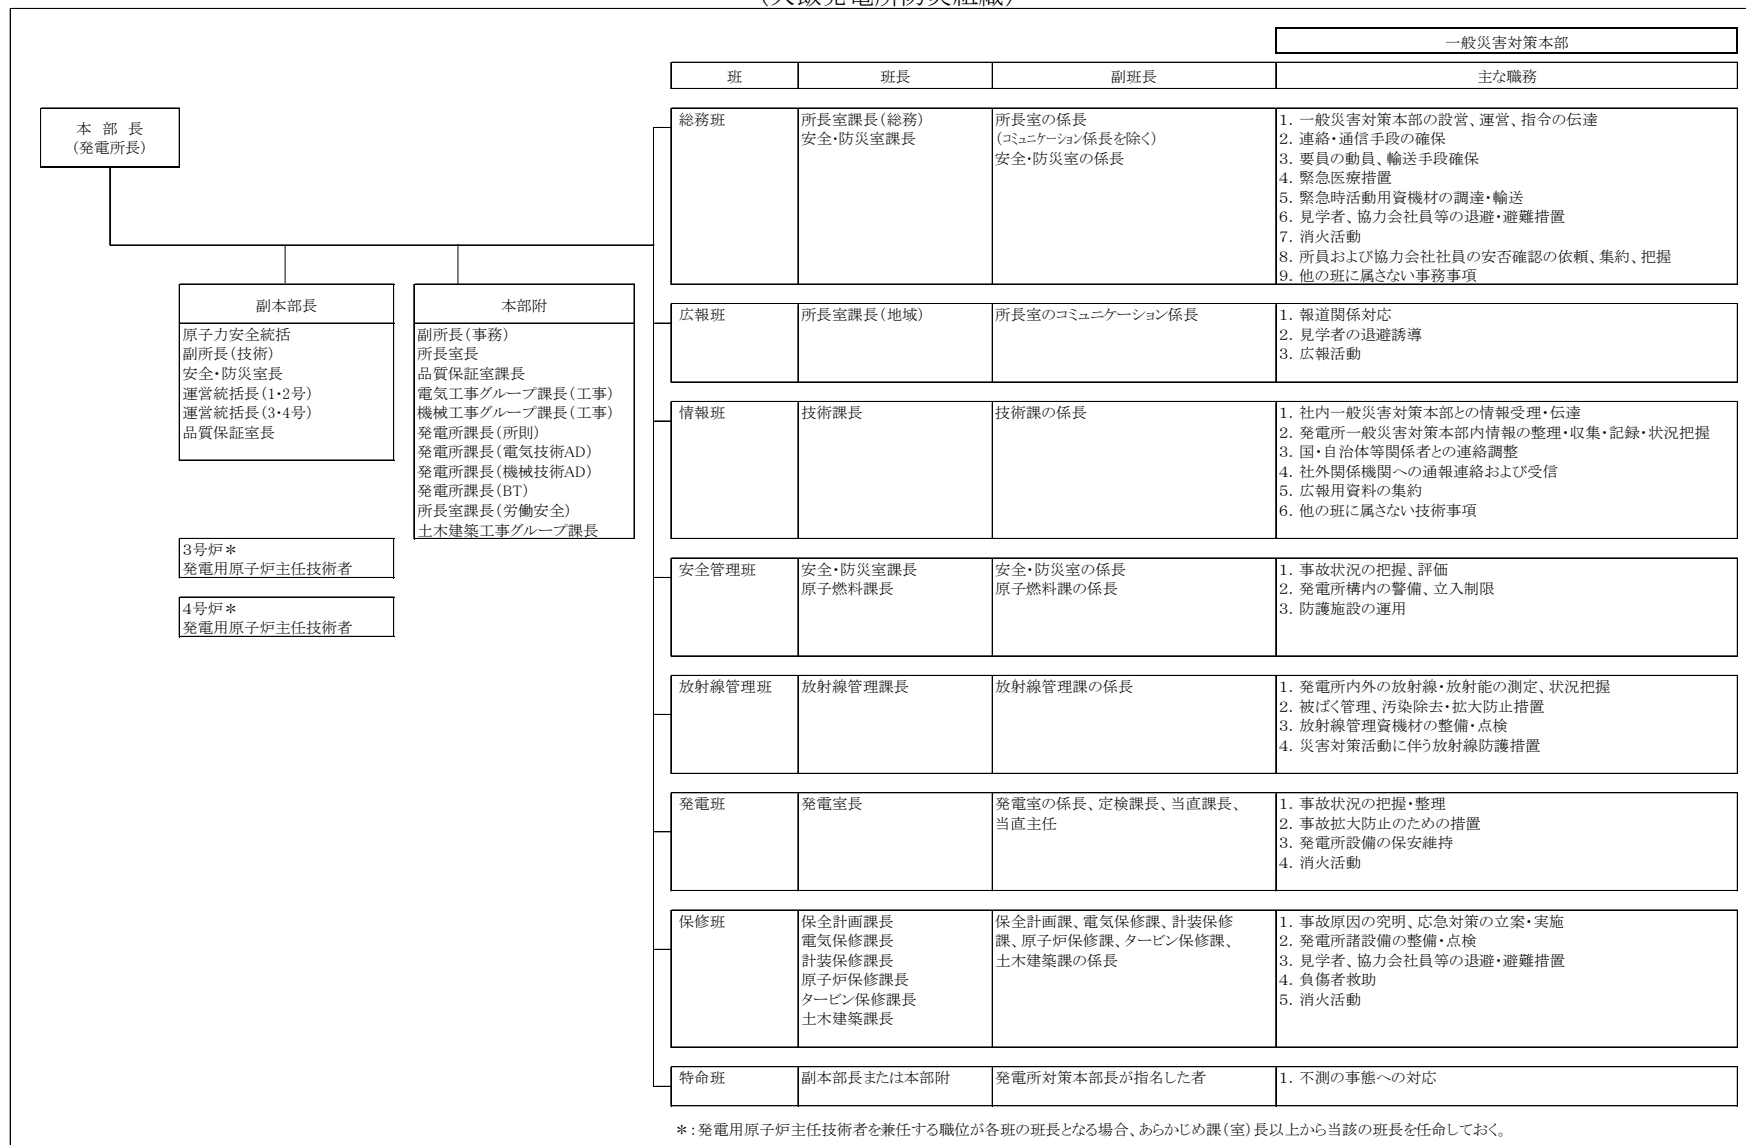 (大飯発電所防災組織)
一般災害対策本部
班 班長 副班長 主な職務
本 部 長
(発電所長)
副本部長
原子力安全統括
副所長(技術)
安全・防災室長
運営統括長(1・2号)
運営統括長(3・4号)
品質保証室長
本部附
副所長(事務)
所長室長
品質保証室課長
電気工事グループ課長(工事)
機械工事グループ課長(工事)
発電所課長(所則)
発電所課長(電気技術AD)
発電所課長(機械技術AD)
発電所課長(BT)
所長室課長(労働安全)
土木建築工事グループ課長
3号炉*
発電用原子炉主任技術者
4号炉*
発電用原子炉主任技術者
総務班
所長室課長(総務)
安全・防災室課長
所長室の係長
(コミュニケーション係長を除く)
安全・防災室の係長
1. 一般災害対策本部の設営、運営、指令の伝達
2. 連絡・通信手段の確保
3. 要員の動員、輸送手段確保
4. 緊急医療措置
5. 緊急時活動用資機材の調達・輸送
6. 見学者、協力会社員等の退避・避難措置
7. 消火活動
8. 所員および協力会社社員の安否確認の依頼、集約、把握
9. 他の班に属さない事務事項
広報班
所長室課長(地域)
所長室のコミュニケーション係長
1. 報道関係対応
2. 見学者の退避誘導
3. 広報活動
情報班
技術課長
技術課の係長
1. 社内一般災害対策本部との情報受理・伝達
2. 発電所一般災害対策本部内情報の整理・収集・記録・状況把握
3. 国・自治体等関係者との連絡調整
4. 社外関係機関への通報連絡および受信
5. 広報用資料の集約
6. 他の班に属さない技術事項
安全管理班
安全・防災室課長
原子燃料課長
安全・防災室の係長
原子燃料課の係長
1. 事故状況の把握、評価
2. 発電所構内の警備、立入制限
3. 防護施設の運用
放射線管理班
放射線管理課長
放射線管理課の係長
1. 発電所内外の放射線・放射能の測定、状況把握
2. 被ばく管理、汚染除去・拡大防止措置
3. 放射線管理資機材の整備・点検
4. 災害対策活動に伴う放射線防護措置
発電班
発電室長
発電室の係長、定検課長、当直課長、
当直主任
1. 事故状況の把握・整理
2. 事故拡大防止のための措置
3. 発電所設備の保安維持
4. 消火活動
保修班
保全計画課長
電気保修課長
計装保修課長
原子炉保修課長
タービン保修課長
土木建築課長
保全計画課、電気保修課、計装保修
課、原子炉保修課、タービン保修課、
土木建築課の係長
1. 事故原因の究明、応急対策の立案・実施
2. 発電所諸設備の整備・点検
3. 見学者、協力会社員等の退避・避難措置
4. 負傷者救助
5. 消火活動
特命班
副本部長または本部附
発電所対策本部長が指名した者
1. 不測の事態への対応
*:発電用原子炉主任技術者を兼任する職位が各班の班長となる場合、あらかじめ課(室)長以上から当該の班長を任命しておく。